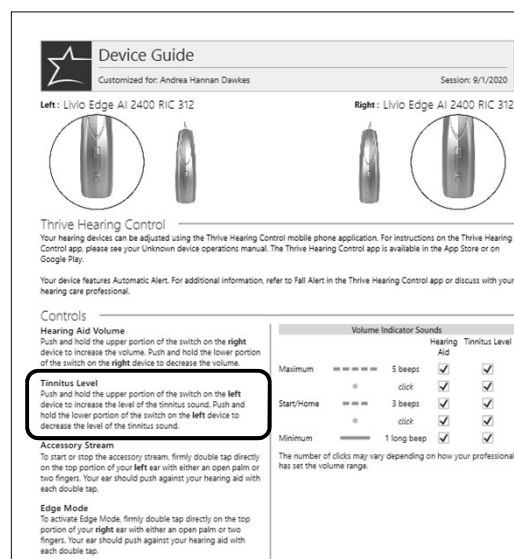 Device Guide
Customized for: Andrea Hannan Dawkes
Session: 9/1/2020
Left: Livio Edge AI 2400 RIC 312
Right: Livio Edge AI 2400 RIC 312
Thrive Hearing Control
Your hearing devices can be adjusted using the Thrive Hearing Control mobile phone application. For instructions on the Thrive Hearing
Control app, please see your Unknown device operations manual. The Thrive Hearing Control app is available in the App Store or on
Google Play.
Your device features Automatic Alert. For additional information, refer to Fall Alert in the Thrive Hearing Control app or discuss with your
hearing care professional.
Controls
Hearing Aid Volume
Push and hold the upper portion of the switch on the right
device to increase the volume. Push and hold the lower portion
of the switch on the right device to decrease the volume.
Tinnitus Level
Push and hold the upper portion of the switch on the left
device to increase the level of the tinnitus sound. Push and
hold the lower portion of the switch on the left device to
decrease the level of the tinnitus sound.
Accessory Stream
To start or stop the accessory stream, firmly double tap directly
on the top portion of your left ear with either an open palm or
two fingers. Your ear should push against your hearing aid with
each double tap.
Edge Mode
To activate Edge Mode, firmly double tap directly on the top
portion of your right ear with either an open palm or two
fingers. Your ear should push against your hearing aid with
each double tap.
Volume Indicator Sounds
Hearing Aid
Tinnitus Level
Maximum 5 beeps
click
Start/Home 3 beeps
click
Minimum 1 long beep
The number of clicks may vary depending on how your professional
has set the volume range.